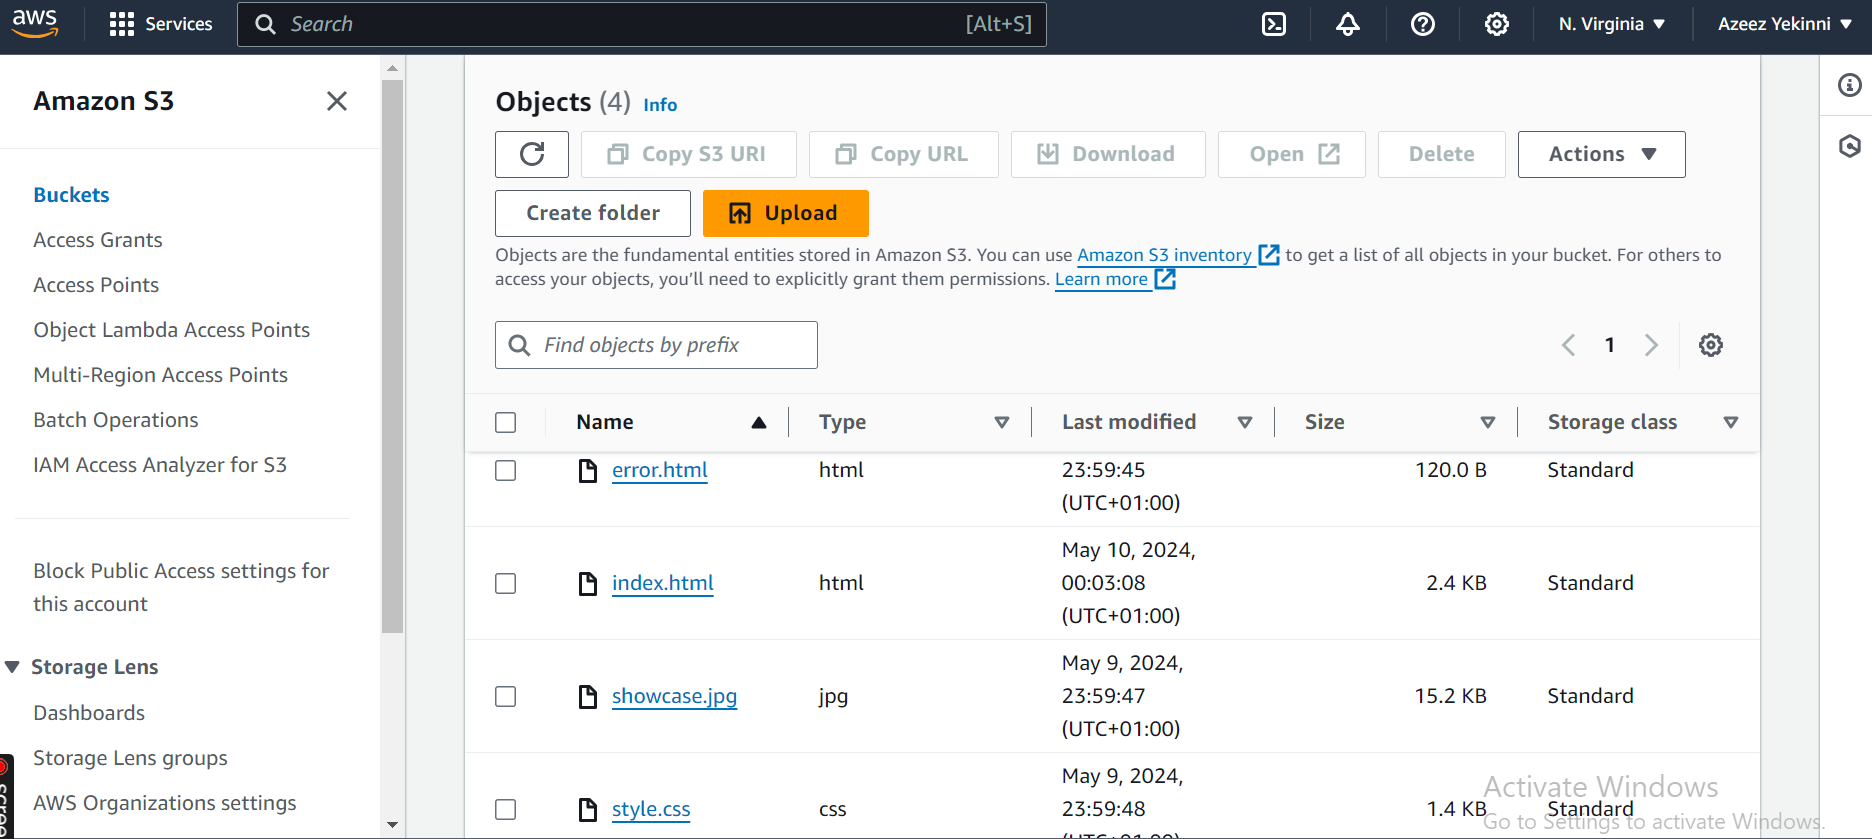 aws
Services
Search
[Alt+S]
N. Virginia
Azeez Yekinni
Amazon S3
Buckets
Access Grants
Access Points
Object Lambda Access Points
Multi-Region Access Points
Batch Operations
IAM Access Analyzer for S3
Block Public Access settings for
this account
Storage Lens
Dashboards
Storage Lens groups
AWS Organizations settings
Objects (4) Info
Copy S3 URI
Copy URL
Download
Open
Delete
Actions
Create folder
Upload
Objects are the fundamental entities stored in Amazon S3. You can use Amazon S3 inventory to get a list of all objects in your bucket. For others to
access your objects, you'll need to explicitly grant them permissions. Learn more
Find objects by prefix
1
Name Type Last modified Size Storage class
error.html html 23:59:45 120.0 B Standard
(UTC+01:00)
May 10, 2024,
index.html html 00:03:08 2.4 KB Standard
(UTC+01:00)
May 9, 2024,
showcase.jpg jpg 23:59:47 15.2 KB Standard
(UTC+01:00)
May 9, 2024,
style.css css 23:59:48 1.4 KB Standard
(UTC+01:00)
Activate Windows
Go to Settings to activate Windows.